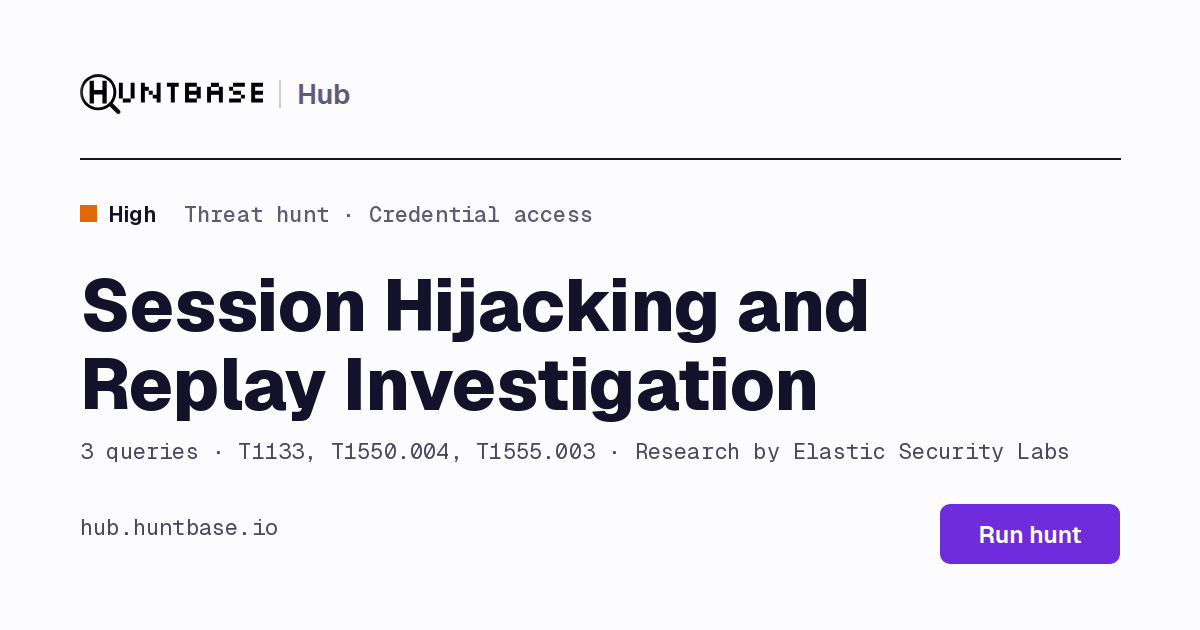 HUNTBASE | Hub
High Threat hunt · Credential access
Session Hijacking and
Replay Investigation
3 queries · T1133, T1550.004, T1555.003 · Research by Elastic Security Labs
hub.huntbase.io
Run hunt